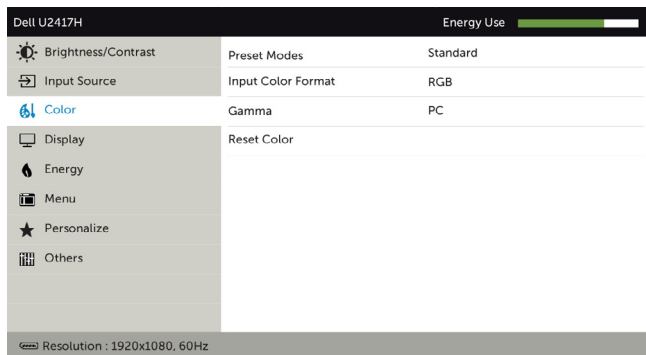 Dell U2417H Energy Use
Brightness/Contrast Preset Modes Standard
Input Source Input Color Format RGB
Color Gamma PC
Display Reset Color
Energy
Menu
Personalize
Others
Resolution : 1920x1080, 60Hz